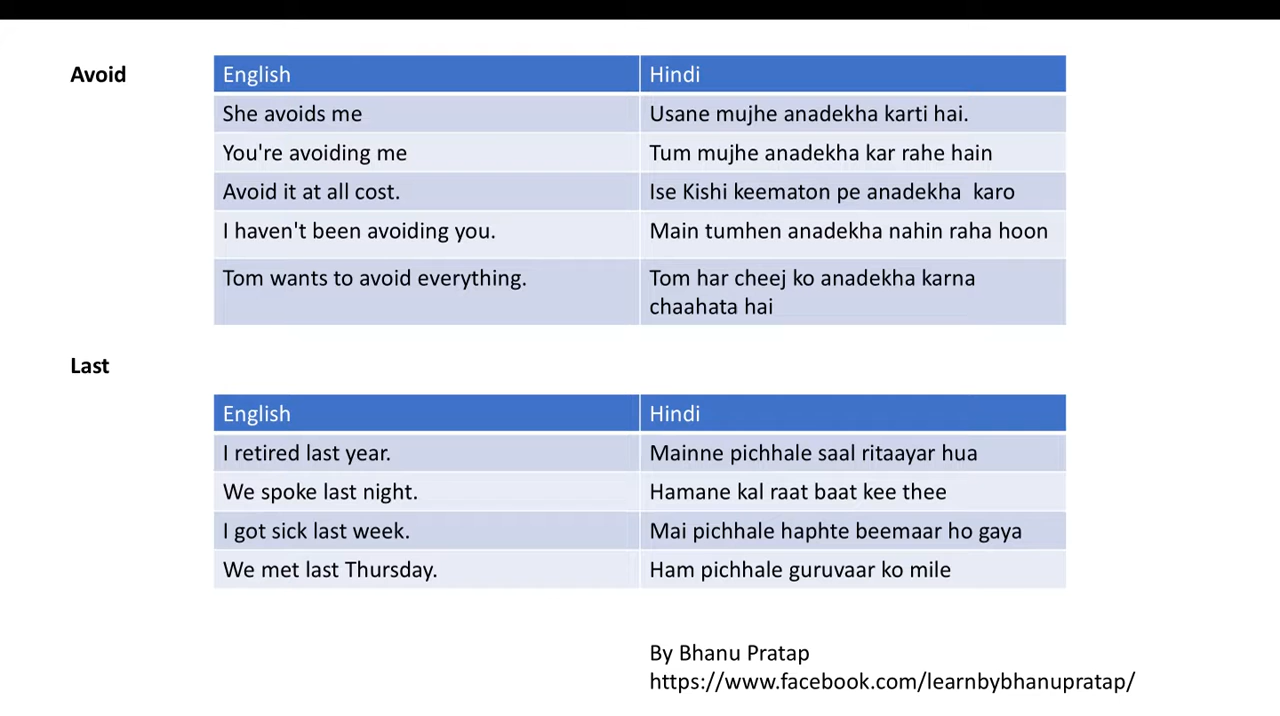 Avoid
English Hindi
She avoids me Usane mujhe anadekha karti hai.
You're avoiding me Tum mujhe anadekha kar rahe hain
Avoid it at all cost. Ise Kishi keematon pe anadekha karo
I haven't been avoiding you. Main tumhen anadekha nahin raha hoon
Tom wants to avoid everything. Tom har cheej ko anadekha karna
chaahata hai
Last
English Hindi
I retired last year. Mainne pichhale saal ritaayar hua
We spoke last night. Hamane kal raat baat kee thee
I got sick last week. Mai pichhale haphte beemaar ho gaya
We met last Thursday. Ham pichhale guruvaar ko mile
By Bhanu Pratap
https://www.facebook.com/learnbybhanupratap/